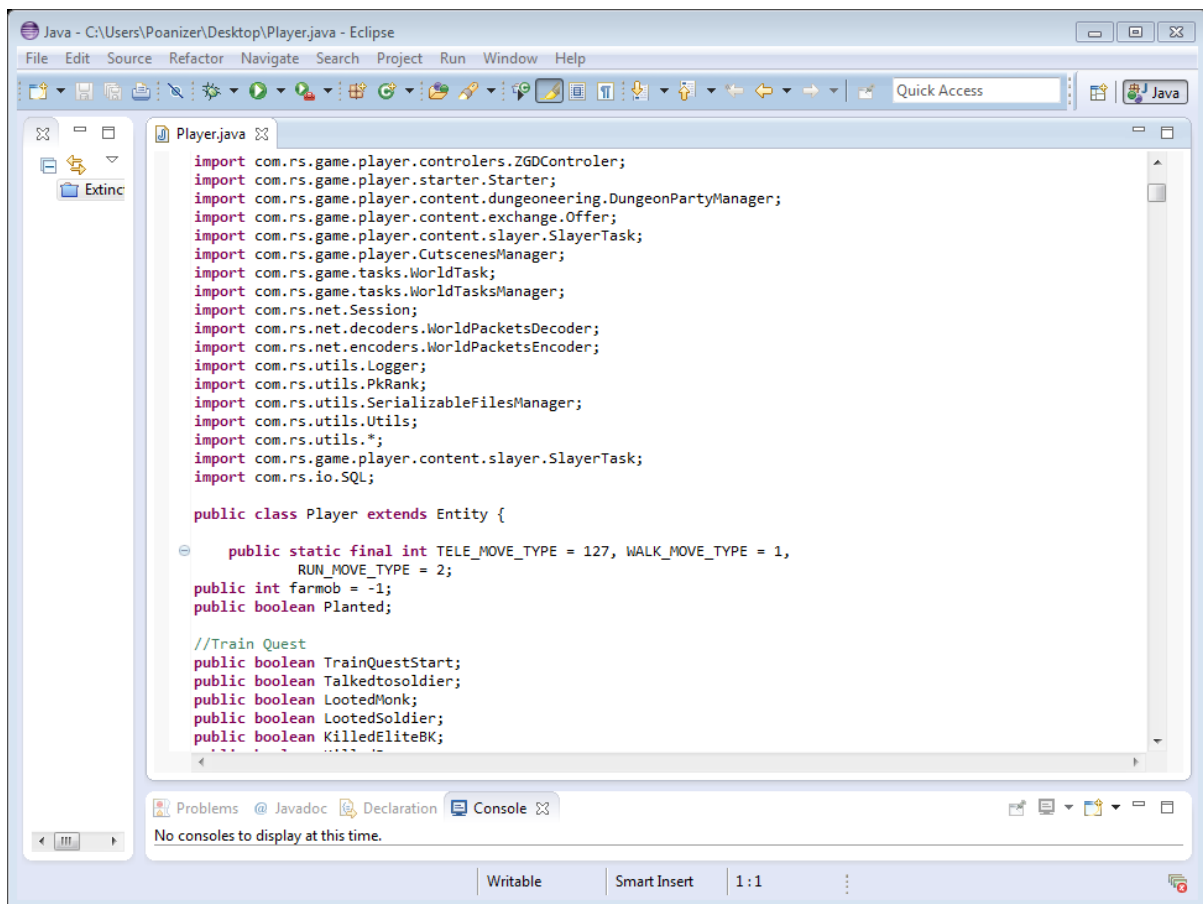 Java - C:\Users\Poanizer\Desktop\Player.java - Eclipse
File Edit Source Refactor Navigate Search Project Run Window Help
Quick Access
Java
Player.java
Extinc
import com.rs.game.player.controlers.ZGDControler;
import com.rs.game.player.starter.Starter;
import com.rs.game.player.content.dungeoneering.DungeonPartyManager;
import com.rs.game.player.content.exchange.Offer;
import com.rs.game.player.content.slayer.SlayerTask;
import com.rs.game.player.CutscenesManager;
import com.rs.game.tasks.WorldTask;
import com.rs.game.tasks.WorldTasksManager;
import com.rs.net.Session;
import com.rs.net.decoders.WorldPacketsDecoder;
import com.rs.net.encoders.WorldPacketsEncoder;
import com.rs.utils.Logger;
import com.rs.utils.PkRank;
import com.rs.utils.SerializableFilesManager;
import com.rs.utils.Utils;
import com.rs.utils.*;
import com.rs.game.player.content.slayer.SlayerTask;
import com.rs.io.SQL;
public class Player extends Entity {
public static final int TELE_MOVE_TYPE = 127, WALK_MOVE_TYPE = 1,
RUN_MOVE_TYPE = 2;
public int farmob = -1;
public boolean Planted;
//Train Quest
public boolean TrainQuestStart;
public boolean Talkedtosoldier;
public boolean LootedMonk;
public boolean LootedSoldier;
public boolean KilledEliteBK;
Problems @ Javadoc Declaration Console
No consoles to display at this time.
Writable Smart Insert 1 : 1